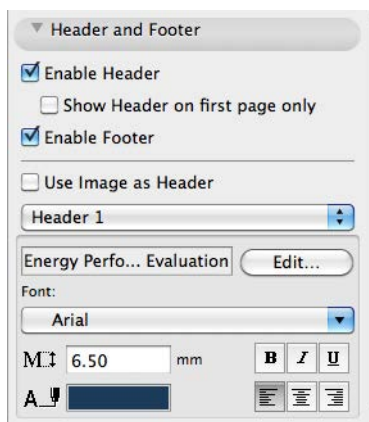 Header and Footer
Enable Header
Show Header on first page only
Enable Footer
Use Image as Header
Header 1
Energy Perfo... Evaluation Edit...
Font:
Arial
M 6.50 mm B I U
A